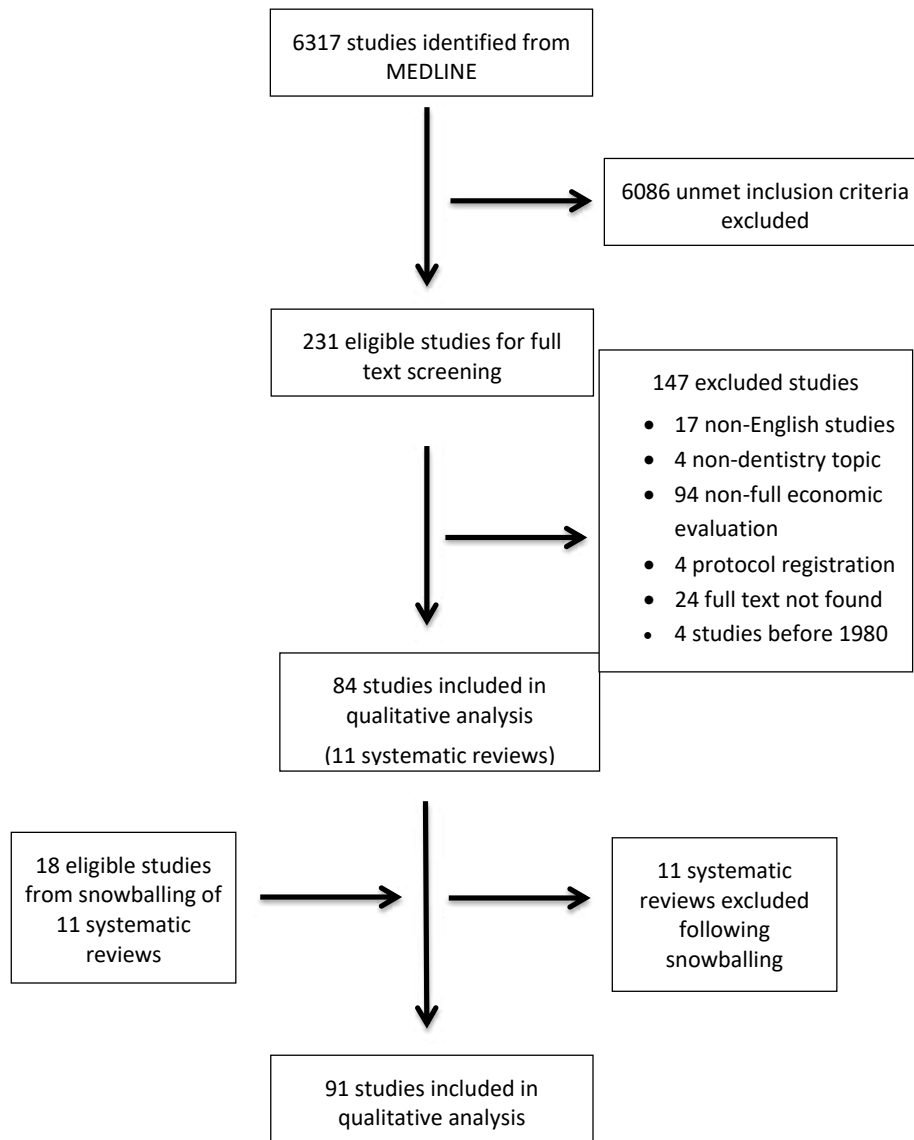 6317 studies identified from
MEDLINE
6086 unmet inclusion criteria
excluded
231 eligible studies for full
text screening
147 excluded studies
• 17 non-English studies
• 4 non-dentistry topic
• 94 non-full economic
evaluation
• 4 protocol registration
• 24 full text not found
• 4 studies before 1980
84 studies included in
qualitative analysis
(11 systematic reviews)
18 eligible studies
from snowballing of
11 systematic
reviews
11 systematic
reviews excluded
following
snowballing
91 studies included in
qualitative analysis